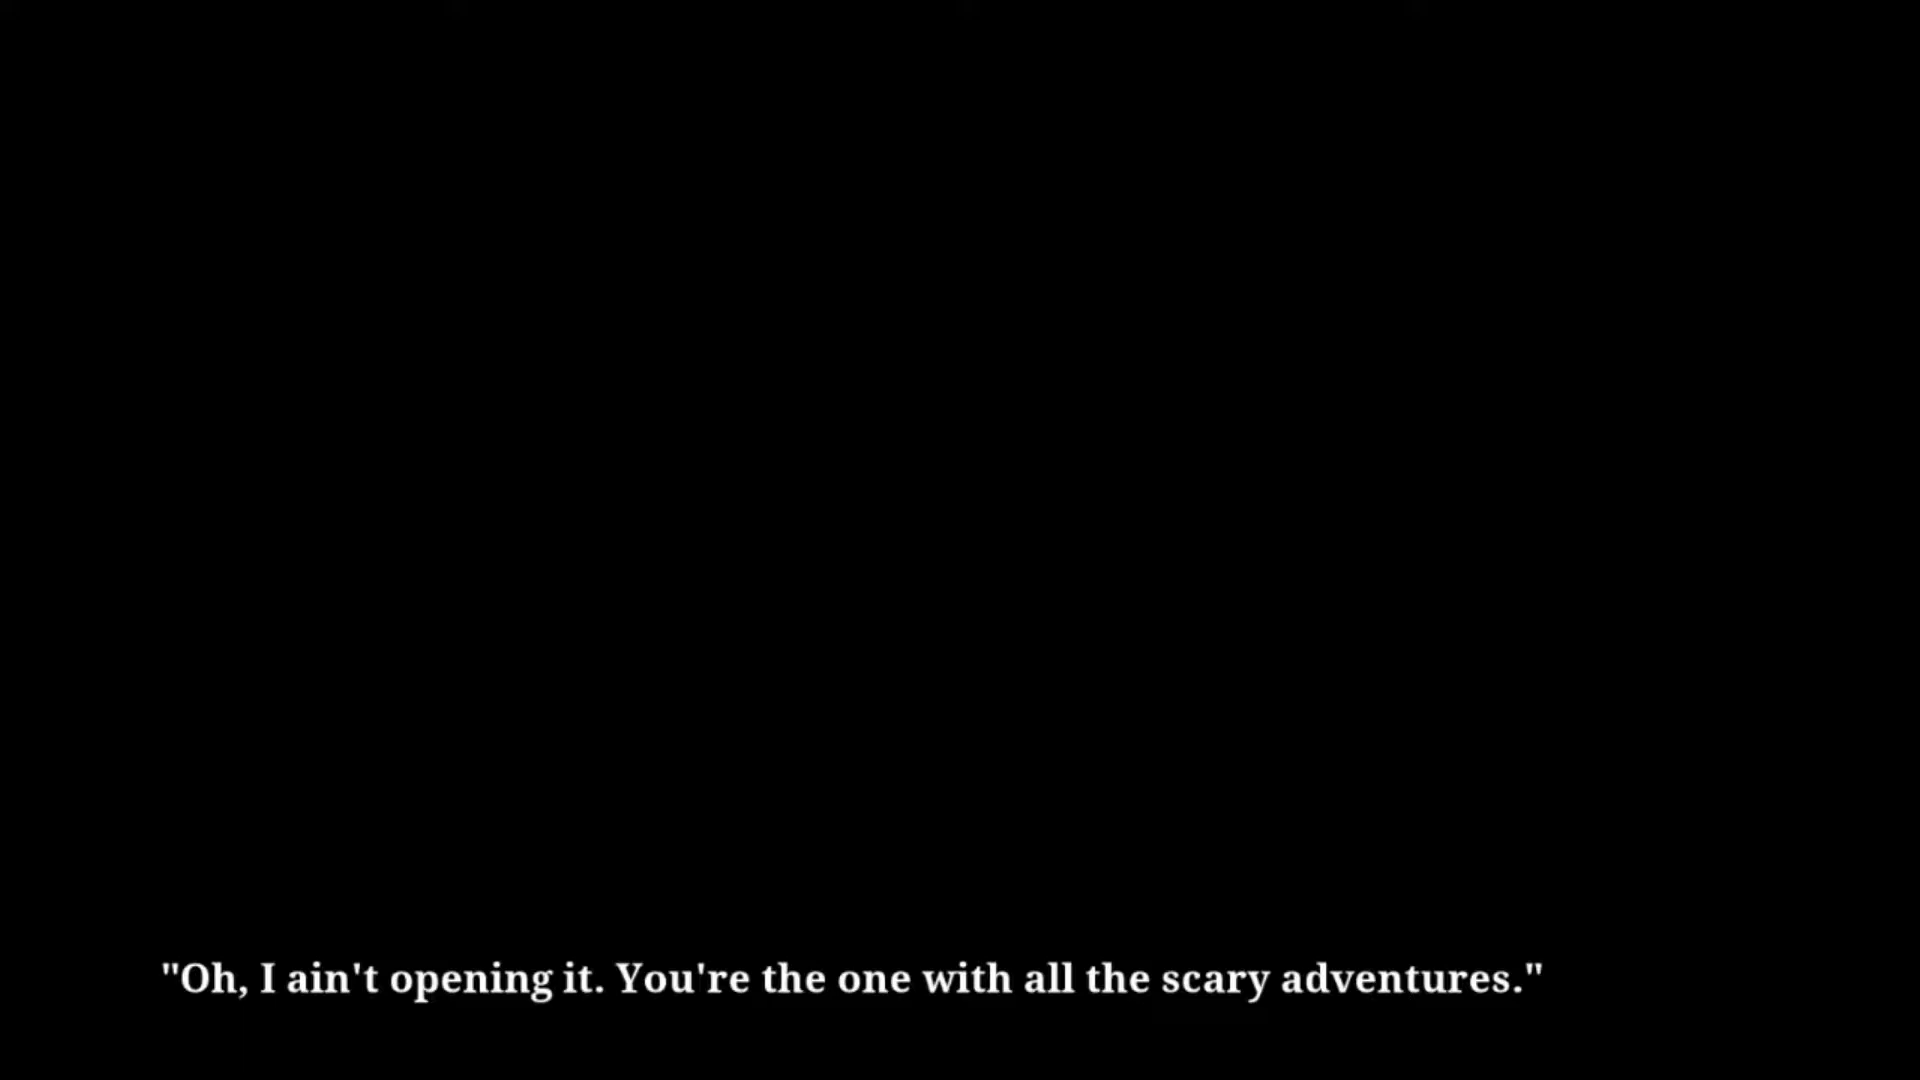 "Oh, I ain't opening it. You're the one with all the scary adventures."